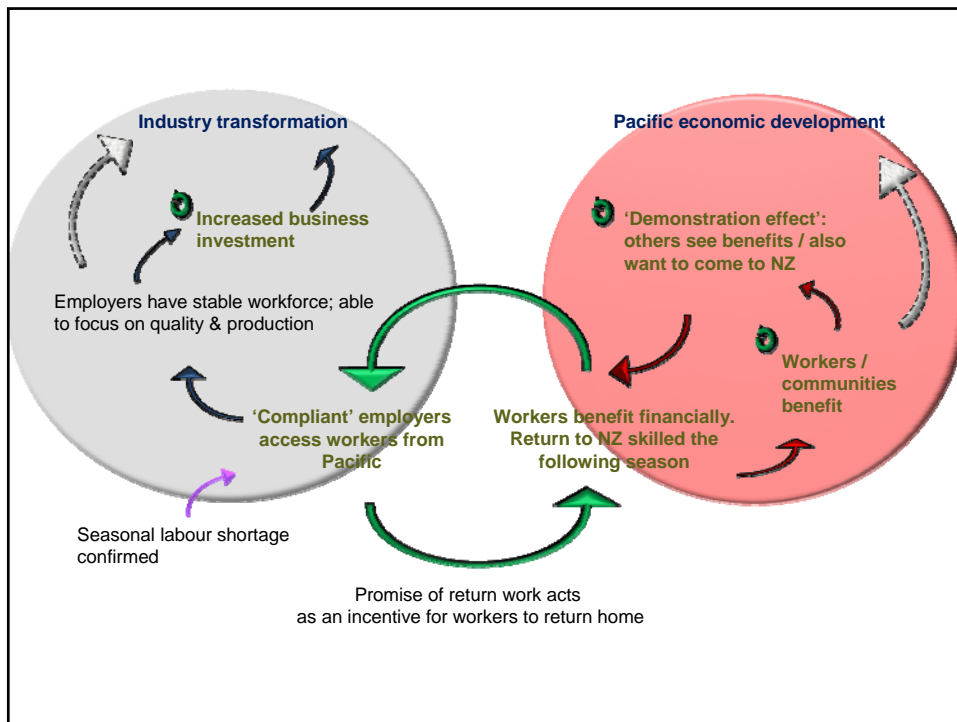 Industry transformation
Increased business
investment
Employers have stable workforce; able
to focus on quality & production
‘Compliant’ employers
access workers from
Pacific
Seasonal labour shortage
confirmed
Promise of return work acts
as an incentive for workers to return home
Pacific economic development
‘Demonstration effect’:
others see benefits / also
want to come to NZ
Workers /
communities
benefit
Workers benefit financially.
Return to NZ skilled the
following season